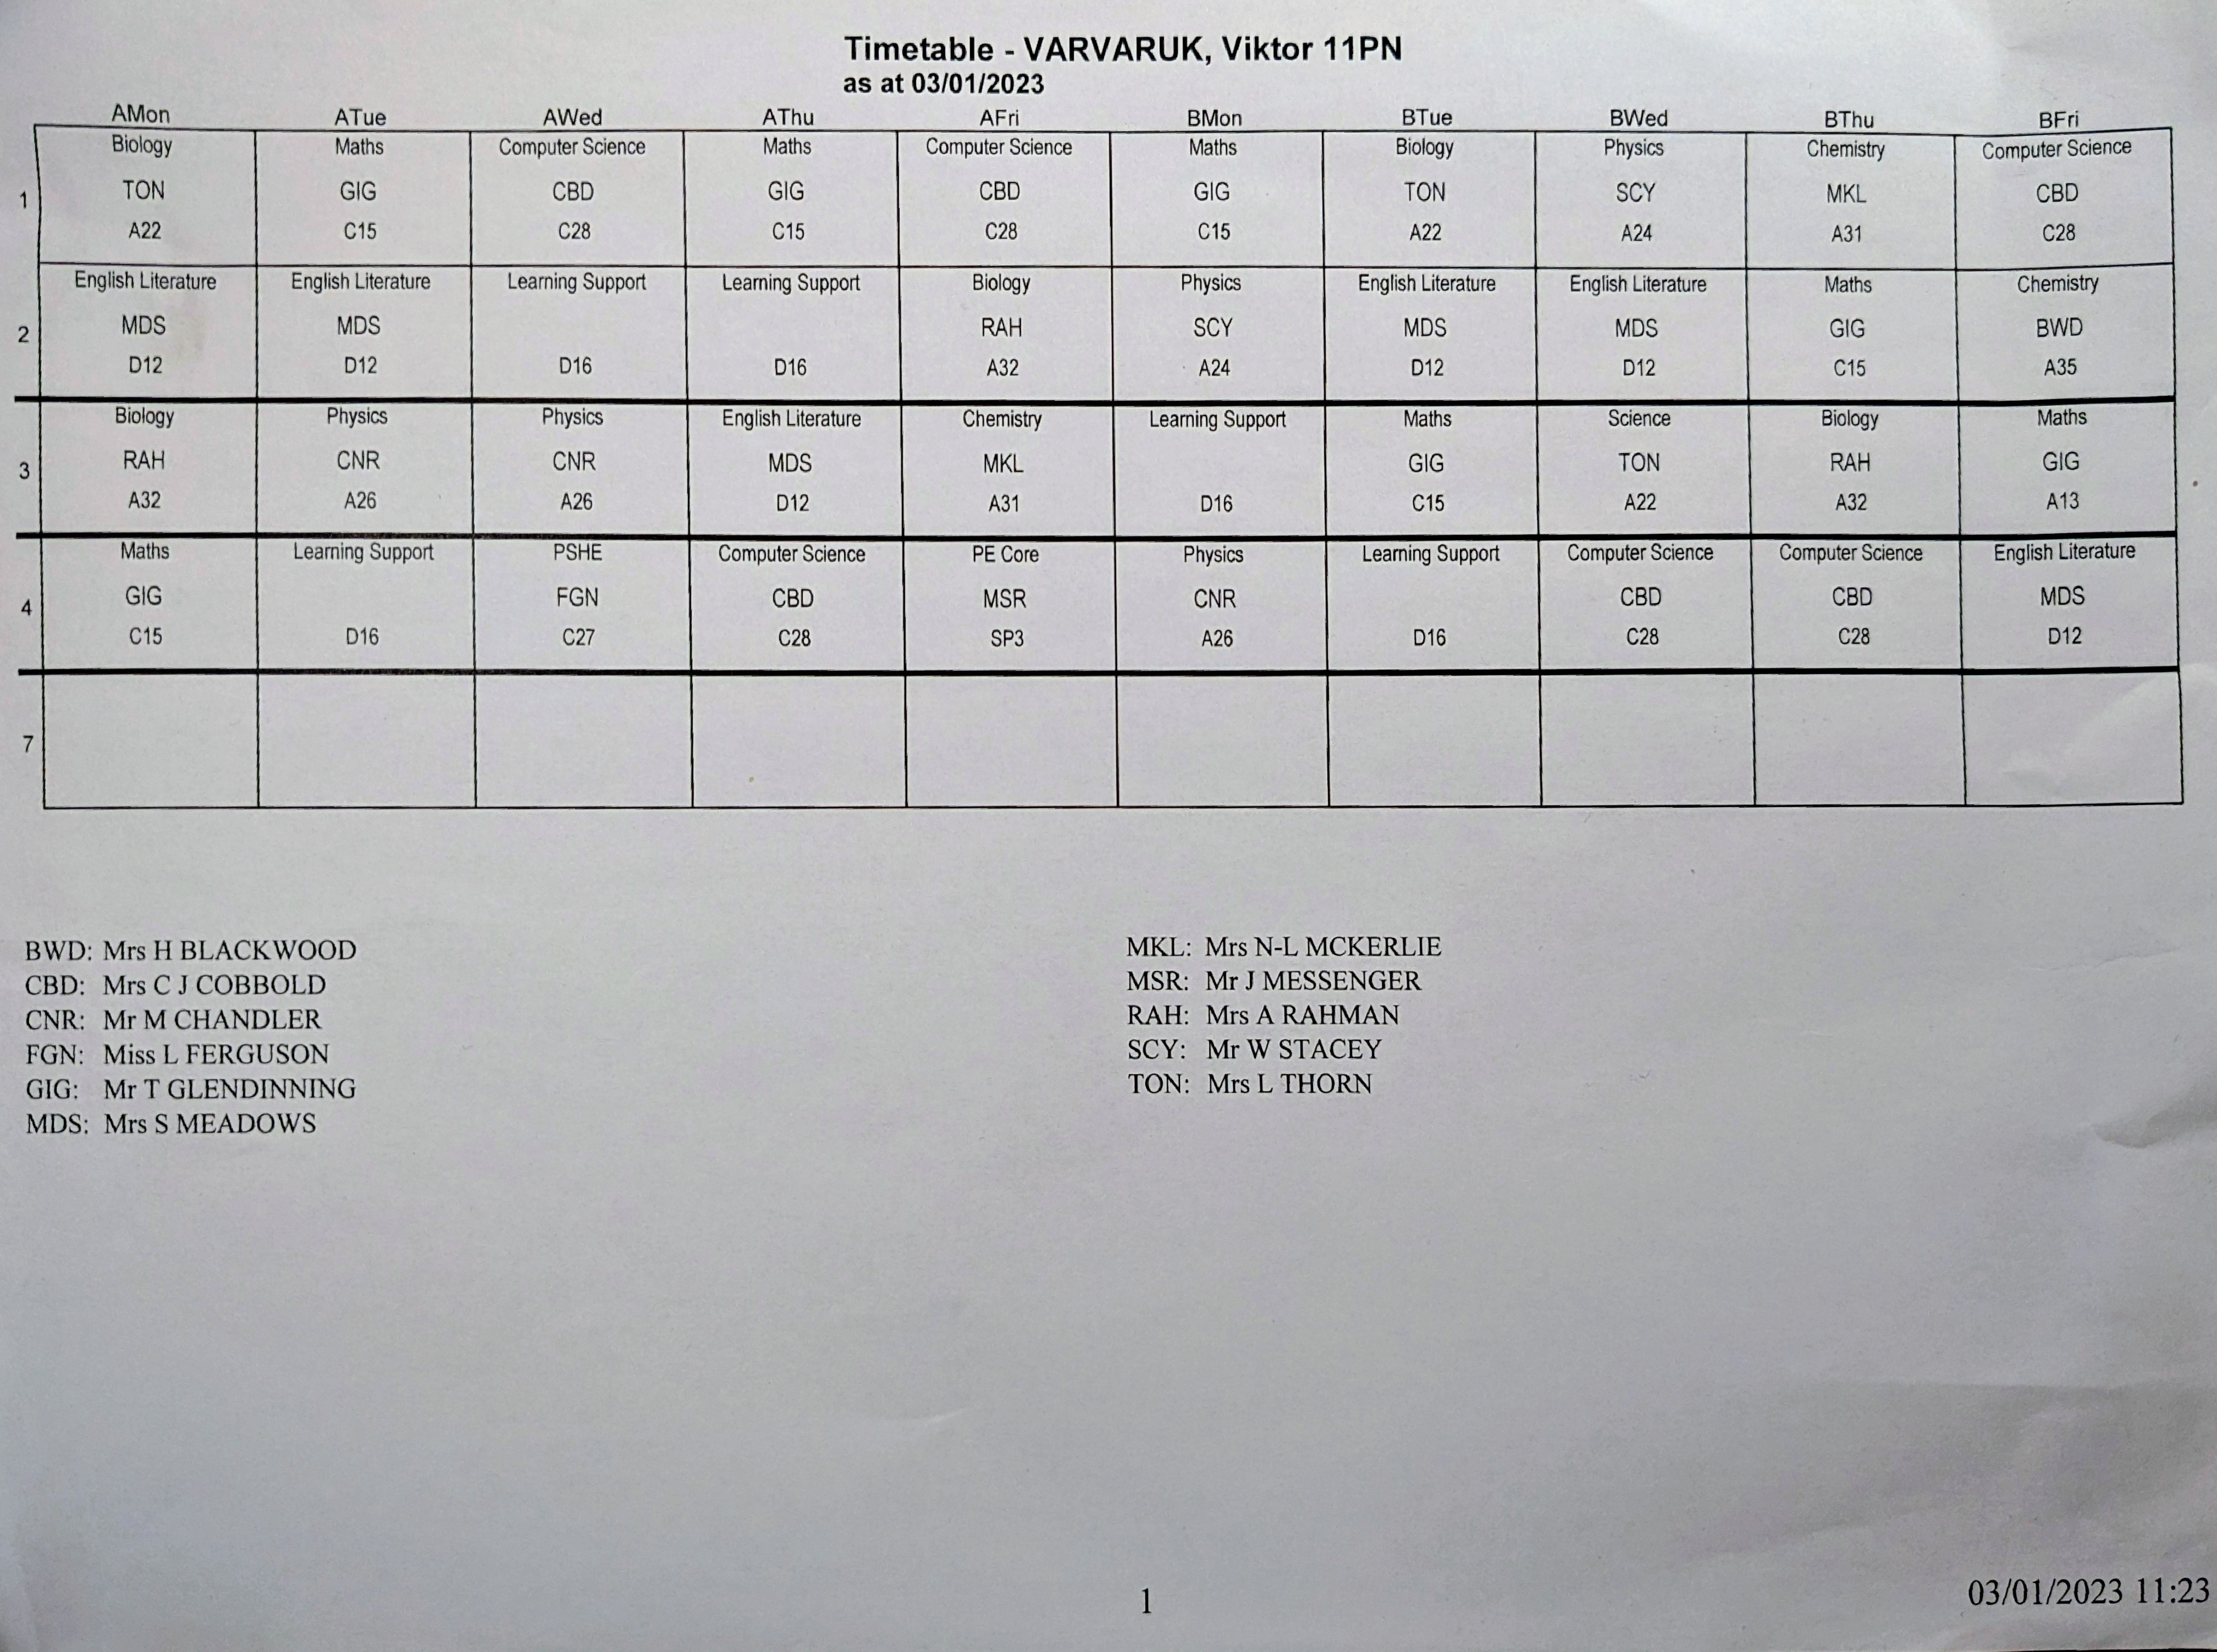 Timetable - VARVARUK, Viktor 11PN
as at 03/01/2023
AMon ATue AWed AThu AFri BMon BTue BWed BThu BFri
Biology Maths Computer Science Maths Computer Science Maths Biology Physics Chemistry Computer Science
1 TON GIG CBD GIG CBD GIG TON SCY MKL CBD
A22 C15 C28 C15 C28 C15 A22 A24 A31 C28
English Literature English Literature Learning Support Learning Support Biology Physics English Literature English Literature Maths Chemistry
2 MDS MDS RAH SCY MDS MDS GIG BWD
D12 D12 D16 D16 A32 A24 D12 D12 C15 A35
Biology Physics Physics English Literature Chemistry Learning Support Maths Science Biology Maths
3 RAH CNR CNR MDS MKL GIG TON RAH GIG
A32 A26 A26 D12 A31 D16 C15 A22 A32 A13
Maths Learning Support PSHE Computer Science PE Core Physics Learning Support Computer Science Computer Science English Literature
4 GIG FGN CBD MSR CNR CBD CBD MDS
C15 D16 C27 C28 SP3 A26 D16 C28 C28 D12
7
BWD: Mrs H BLACKWOOD
CBD: Mrs C J COBBOLD
CNR: Mr M CHANDLER
FGN: Miss L FERGUSON
GIG: Mr T GLENDINNING
MDS: Mrs S MEADOWS
MKL: Mrs N-L MCKERLIE
MSR: Mr J MESSENGER
RAH: Mrs A RAHMAN
SCY: Mr W STACEY
TON: Mrs L THORN
1
03/01/2023 11:23